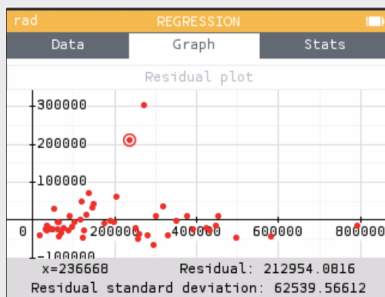 rad REGRESSION
Data Graph Stats
Residual plot
300000
200000
100000
0 200000 400000 600000 800000
-100000
x=236668 Residual: 212954.0816
Residual standard deviation: 62539.56612